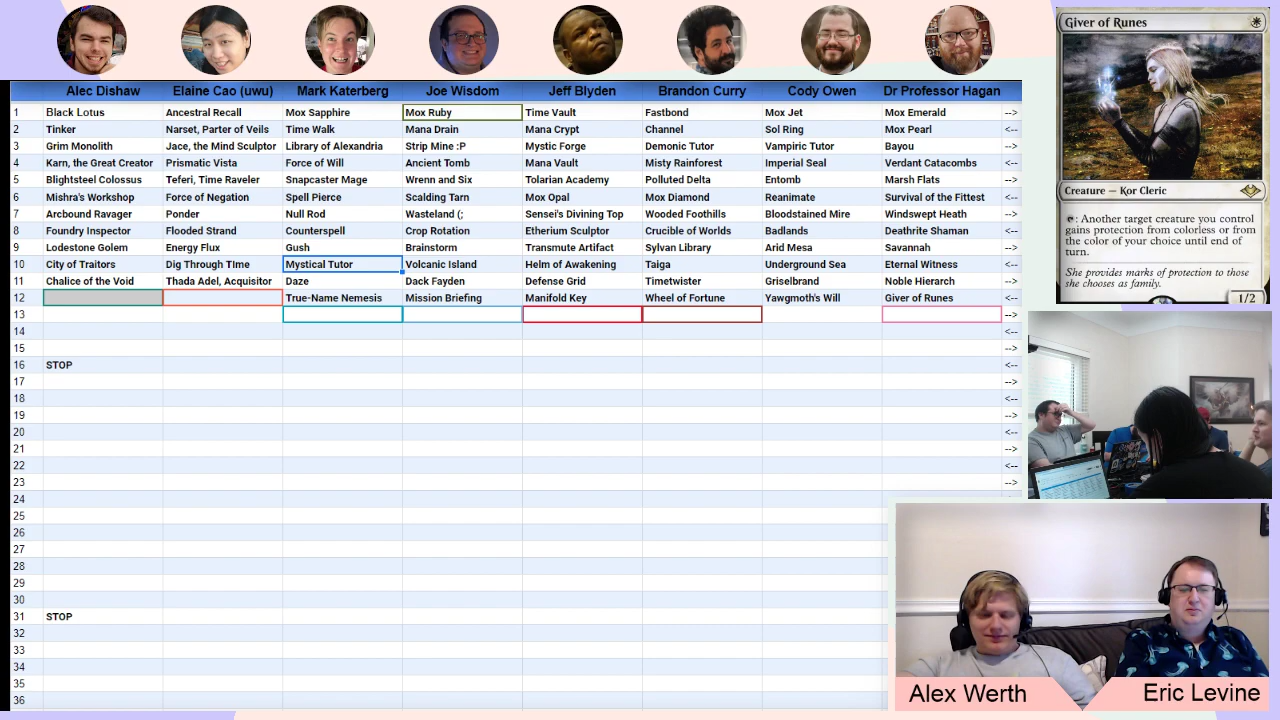 Alec Dishaw Elaine Cao (uwu) Mark Katerberg Joe Wisdom Jeff Blyden Brandon Curry Cody Owen Dr Professor Hagan
1 Black Lotus Ancestral Recall Mox Sapphire Mox Ruby Time Vault Fastbond Mox Jet Mox Emerald -->
2 Tinker Narset, Parter of Veils Time Walk Mana Drain Mana Crypt Channel Sol Ring Mox Pearl <--
3 Grim Monolith Jace, the Mind Sculptor Library of Alexandria Strip Mine :P Mystic Forge Demonic Tutor Vampiric Tutor Bayou -->
4 Karn, the Great Creator Prismatic Vista Force of Will Ancient Tomb Mana Vault Misty Rainforest Imperial Seal Verdant Catacombs <--
5 Blightsteel Colossus Teferi, Time Raveler Snapcaster Mage Wrenn and Six Tolarian Academy Polluted Delta Entomb Marsh Flats -->
6 Mishra's Workshop Force of Negation Spell Pierce Scalding Tarn Mox Opal Mox Diamond Reanimate Survival of the Fittest <--
7 Arcbound Ravager Ponder Null Rod Wasteland (; Sensei's Divining Top Wooded Foothills Bloodstained Mire Windswept Heath -->
8 Foundry Inspector Flooded Strand Counterspell Crop Rotation Etherium Sculptor Crucible of Worlds Badlands Deathrite Shaman <--
9 Lodestone Golem Energy Flux Gush Brainstorm Transmute Artifact Sylvan Library Arid Mesa Savannah -->
10 City of Traitors Dig Through TIme Mystical Tutor Volcanic Island Helm of Awakening Taiga Underground Sea Eternal Witness <--
11 Chalice of the Void Thada Adel, Acquisitor Daze Dack Fayden Defense Grid Timetwister Griselbrand Noble Hierarch -->
12 True-Name Nemesis Mission Briefing Manifold Key Wheel of Fortune Yawgmoth's Will Giver of Runes <--
13 -->
14 <--
15 -->
16 STOP <--
17 -->
18 <--
19 -->
20 <--
21 -->
22 <--
23 -->
24
25
26
27
28
29
30
31 STOP
32
33
34
35
36
Giver of Runes
Creature — Kor Cleric
: Another target creature you control
gains protection from colorless or from
the color of your choice until end of
turn.
She provides marks of protection to those
she chooses as family.
1/2
Alex Werth
Eric Levine